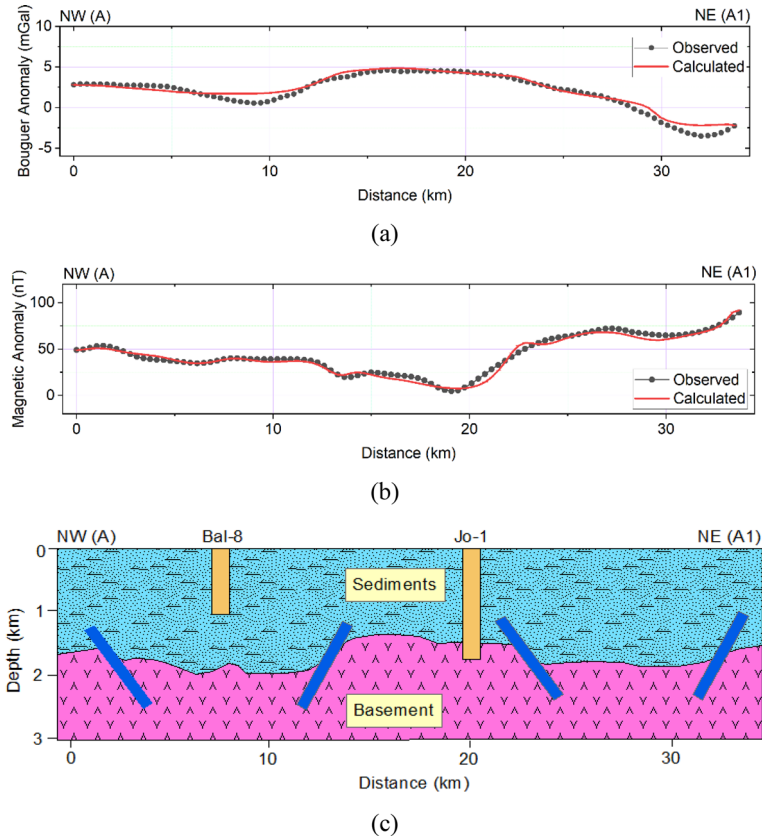 NW (A) NE (A1)
10
5
0
-5
Bouguer Anomaly (mGal)
Observed
Calculated
0 10 20 30
Distance (km)
(a)
NW (A) NE (A1)
100
50
0
Magnetic Anomaly (nT)
Observed
Calculated
0 10 20 30
Distance (km)
(b)
NW (A) Bal-8 Jo-1 NE (A1)
0
1
2
3
Depth (km)
Sediments
Basement
0 10 20 30
Distance (km)
(c)